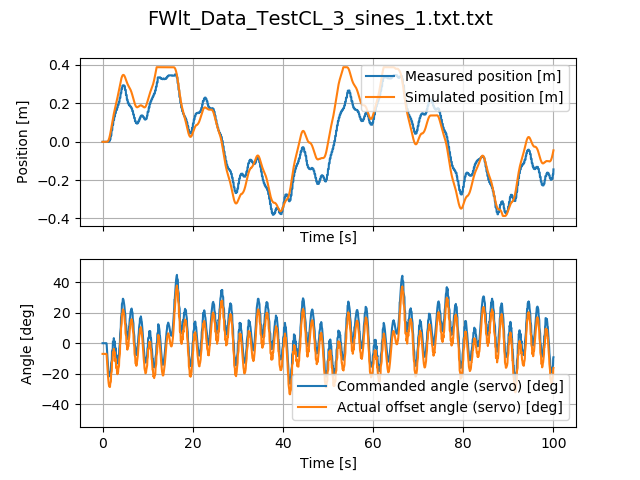 FWlt_Data_TestCL_3_sines_1.txt.txt
0.4
0.2
0.0
−0.2
−0.4
Position [m]
Measured position [m]
Simulated position [m]
Time [s]
40
20
0
−20
−40
Angle [deg]
Commanded angle (servo) [deg]
Actual offset angle (servo) [deg]
0 20 40 60 80 100
Time [s]